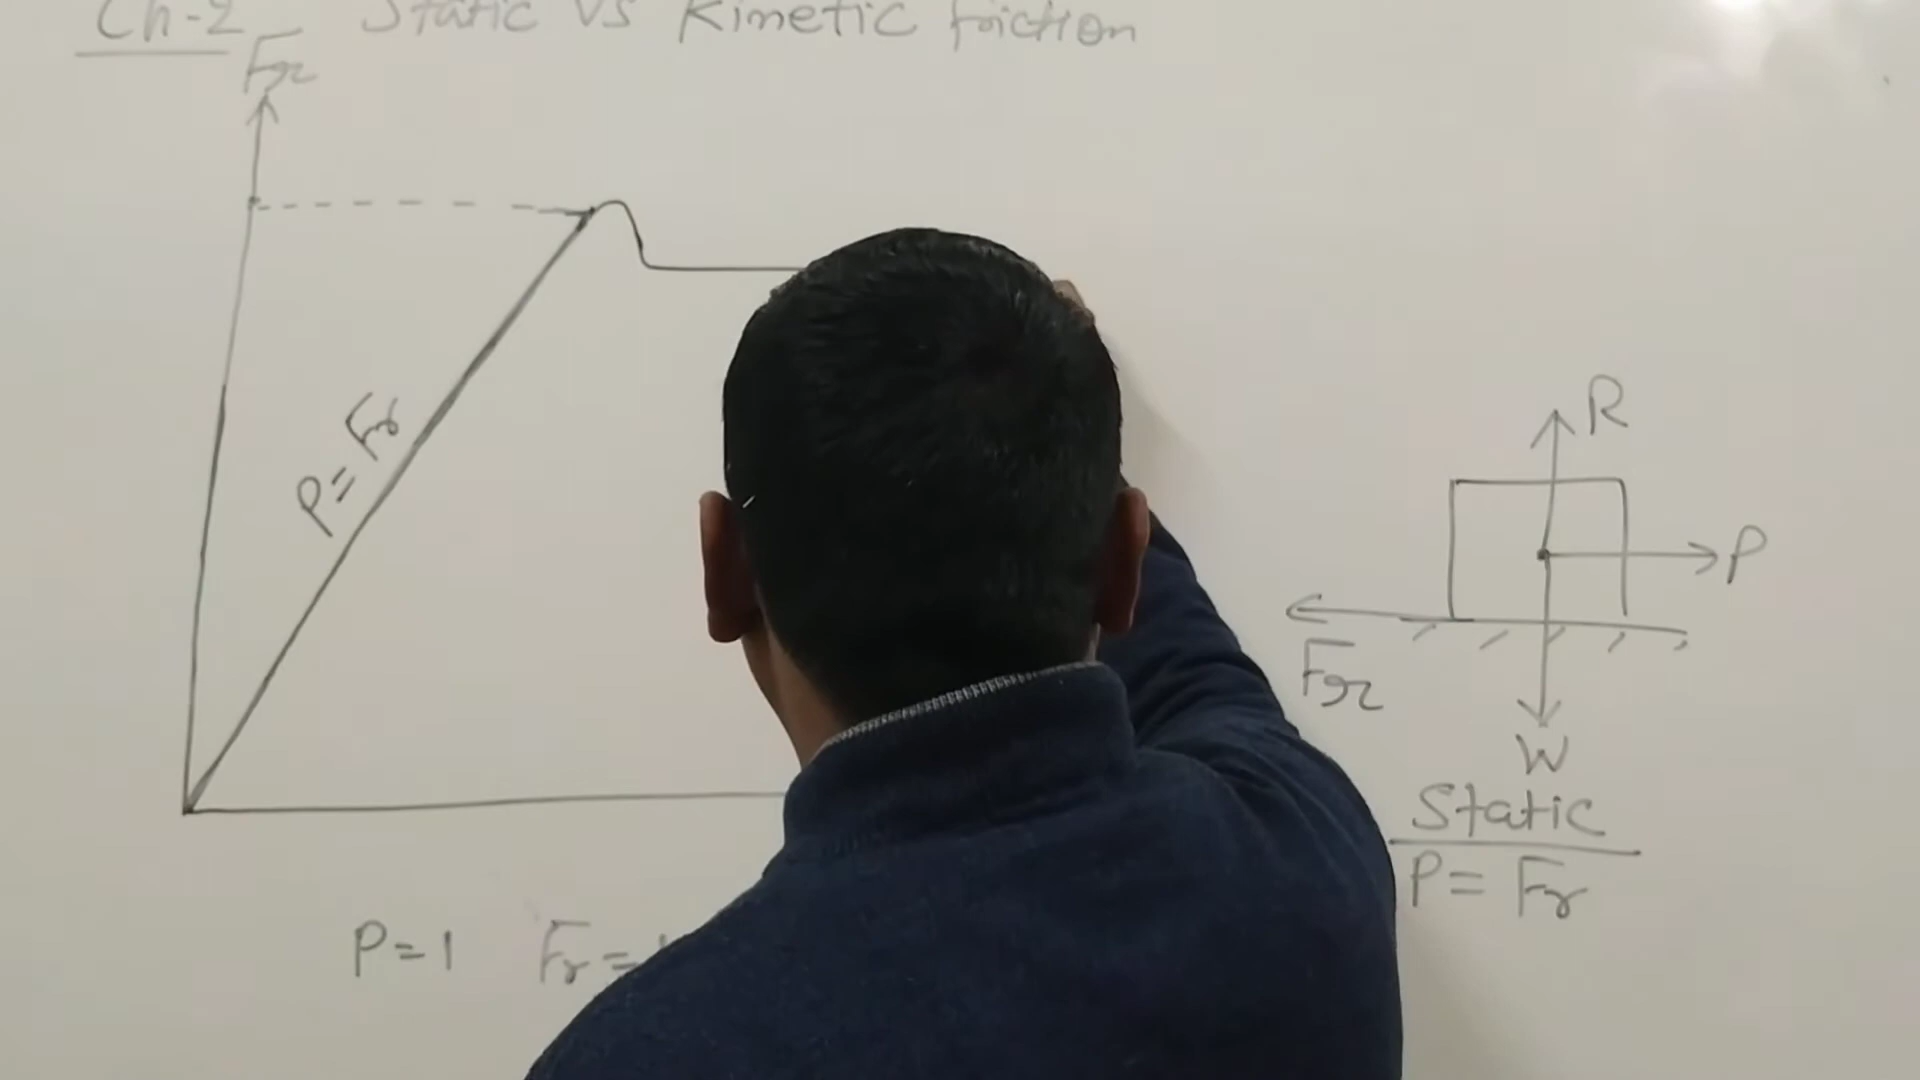 Ch-2 Static vs Kinetic friction
Fr
P = Fr
R
P
Fr
W
Static
P = Fr
P=1 Fr=